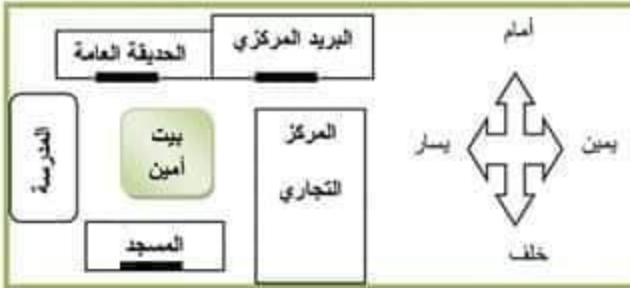 أمام
البريد المركزي
الحديقة العامة
يمين
يسار
المركز
التجاري
بيت
أمين
المدرسة
المسجد
خلف